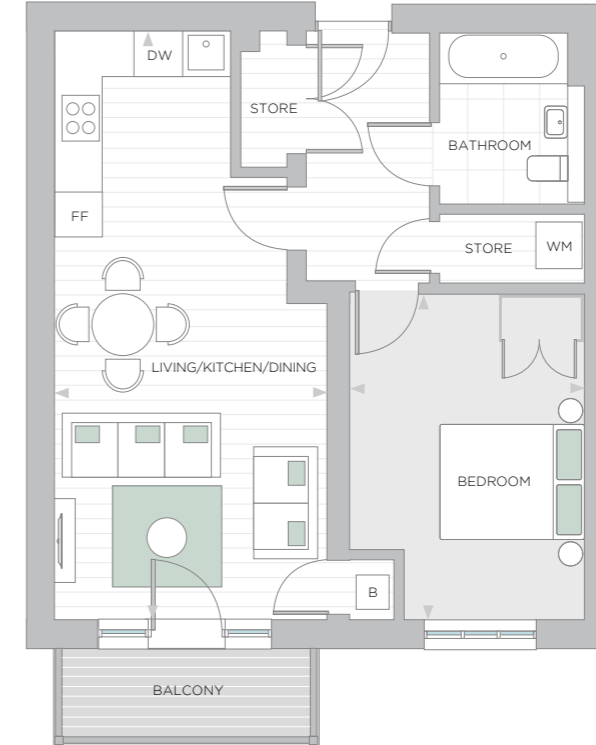 DW
STORE
BATHROOM
FF
STORE
WM
LIVING/KITCHEN/DINING
BEDROOM
B
BALCONY